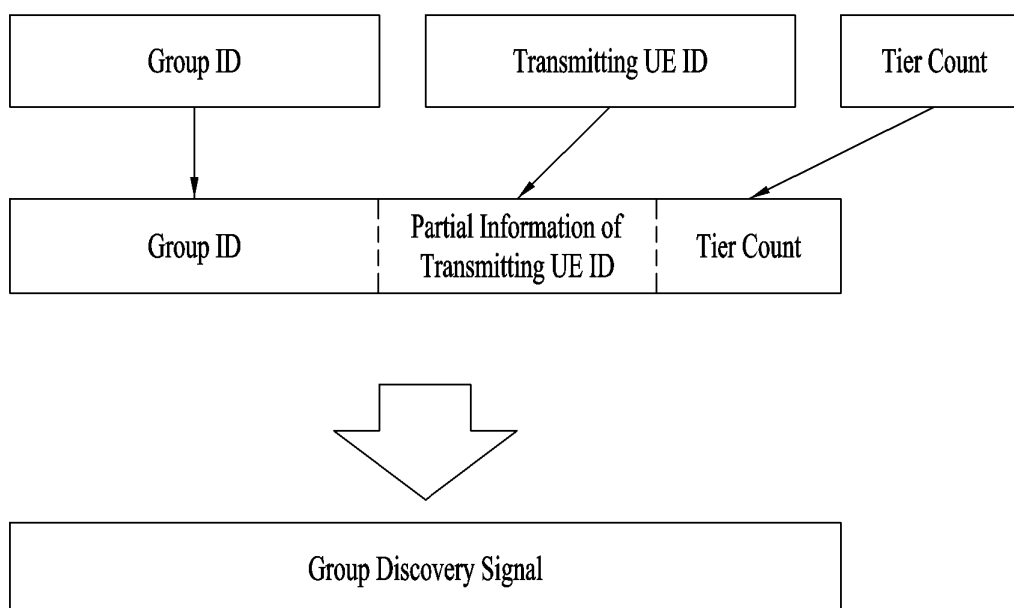 Group ID
Transmitting UE ID
Tier Count
Group ID
Partial Information of
Transmitting UE ID
Tier Count
Group Discovery Signal